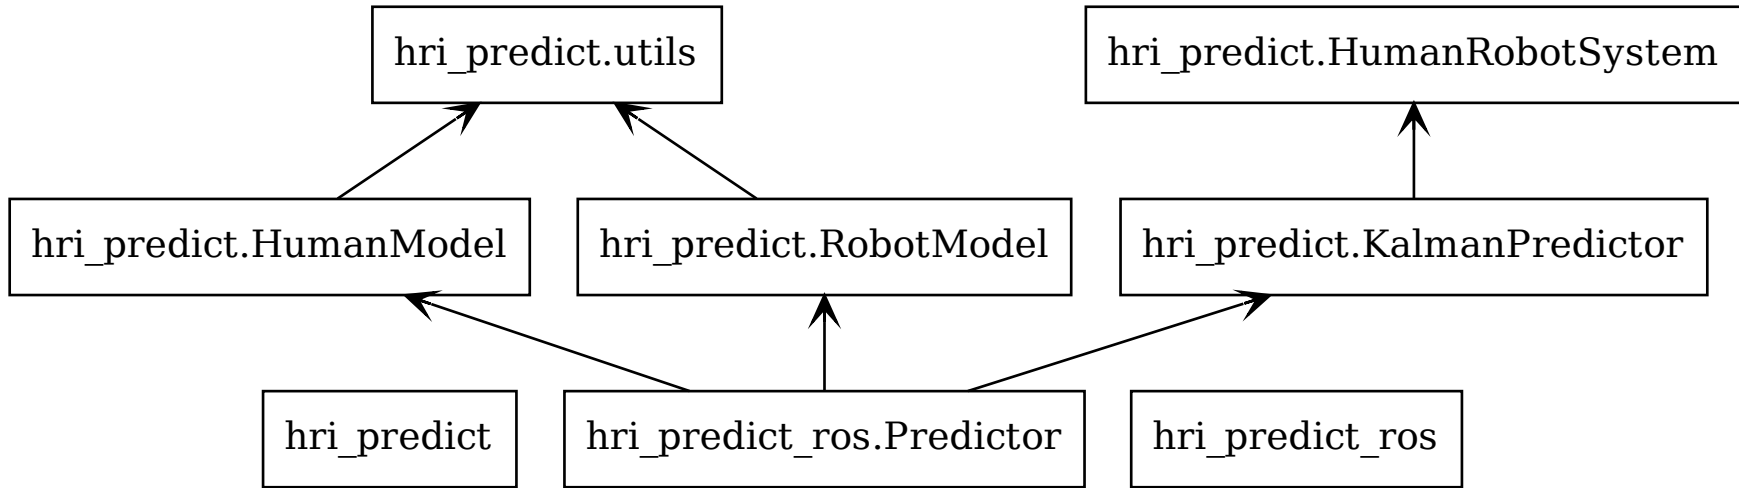 hri_predict.utils
hri_predict.HumanRobotSystem
hri_predict.HumanModel
hri_predict.RobotModel
hri_predict.KalmanPredictor
hri_predict
hri_predict_ros.Predictor
hri_predict_ros